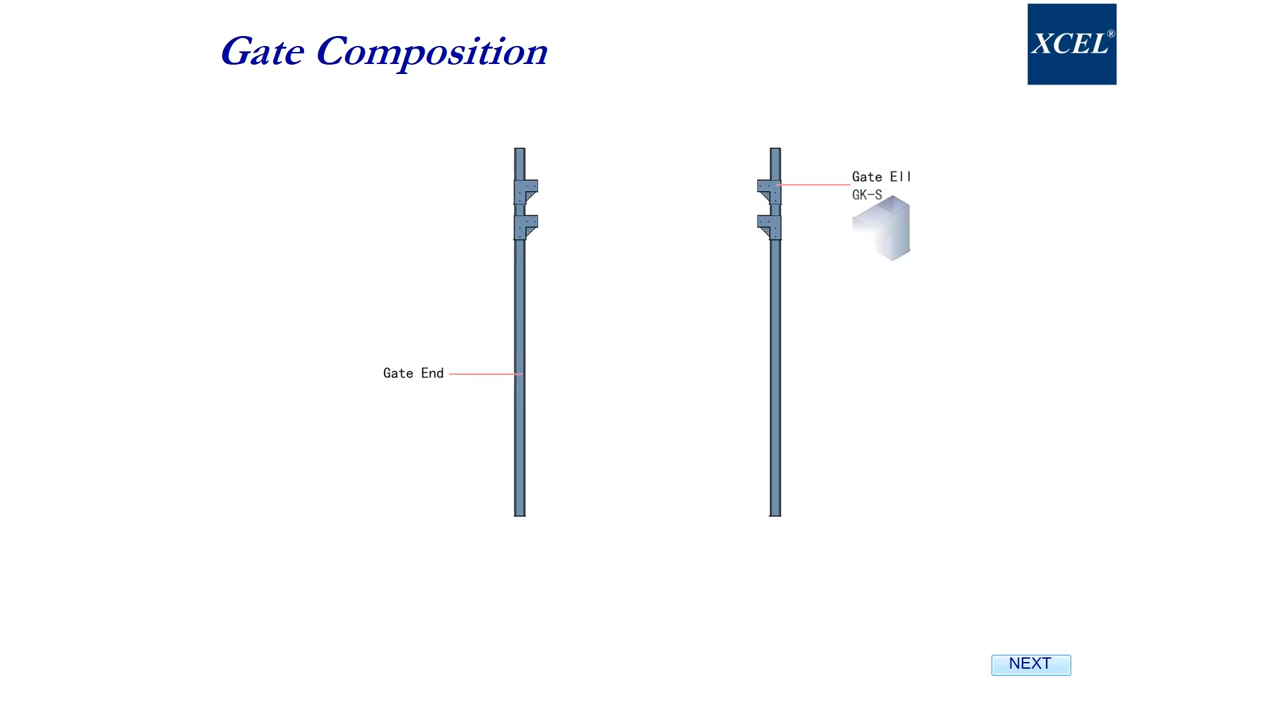 Gate Composition
XCEL®
Gate Ell
GK-S
Gate End
NEXT